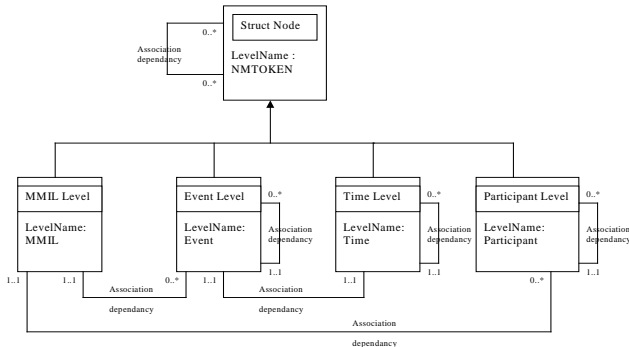 Struct Node
0..*
Association
dependancy
LevelName :
NMTOKEN
0..*
MMIL Level
Event Level
0..*
Time Level
0..*
Participant Level
0..*
LevelName:
MMIL
LevelName:
Event
Association
dependancy
LevelName:
Time
Association
dependancy
LevelName:
Participant
Association
dependancy
1..1
1..1
1..1
1..1
1..1
0..*
1..1
1..1
0..*
Association
dependancy
Association
dependancy
Association
dependancy